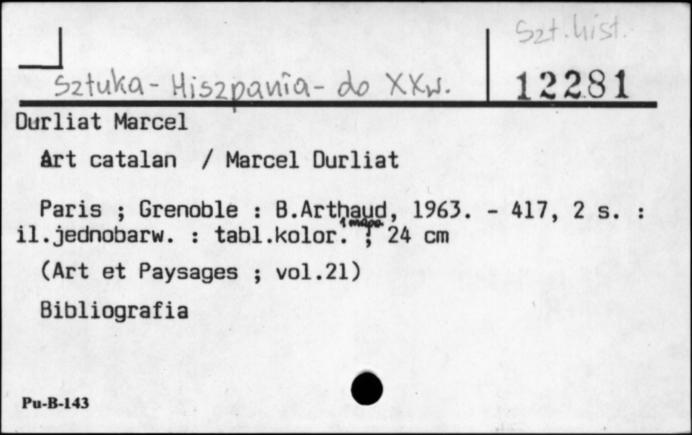 Szt.hist.
Sztuka - Hiszpania - do XXw.
12281
Durliat Marcel
Art catalan / Marcel Durliat
Paris ; Grenoble : B.Arthaud, 1963. - 417, 2 s. :
il.jednobarw. : tabl.kolor. 1 mapa. ; 24 cm
(Art et Paysages ; vol.21)
Bibliografia
Pu-B-143